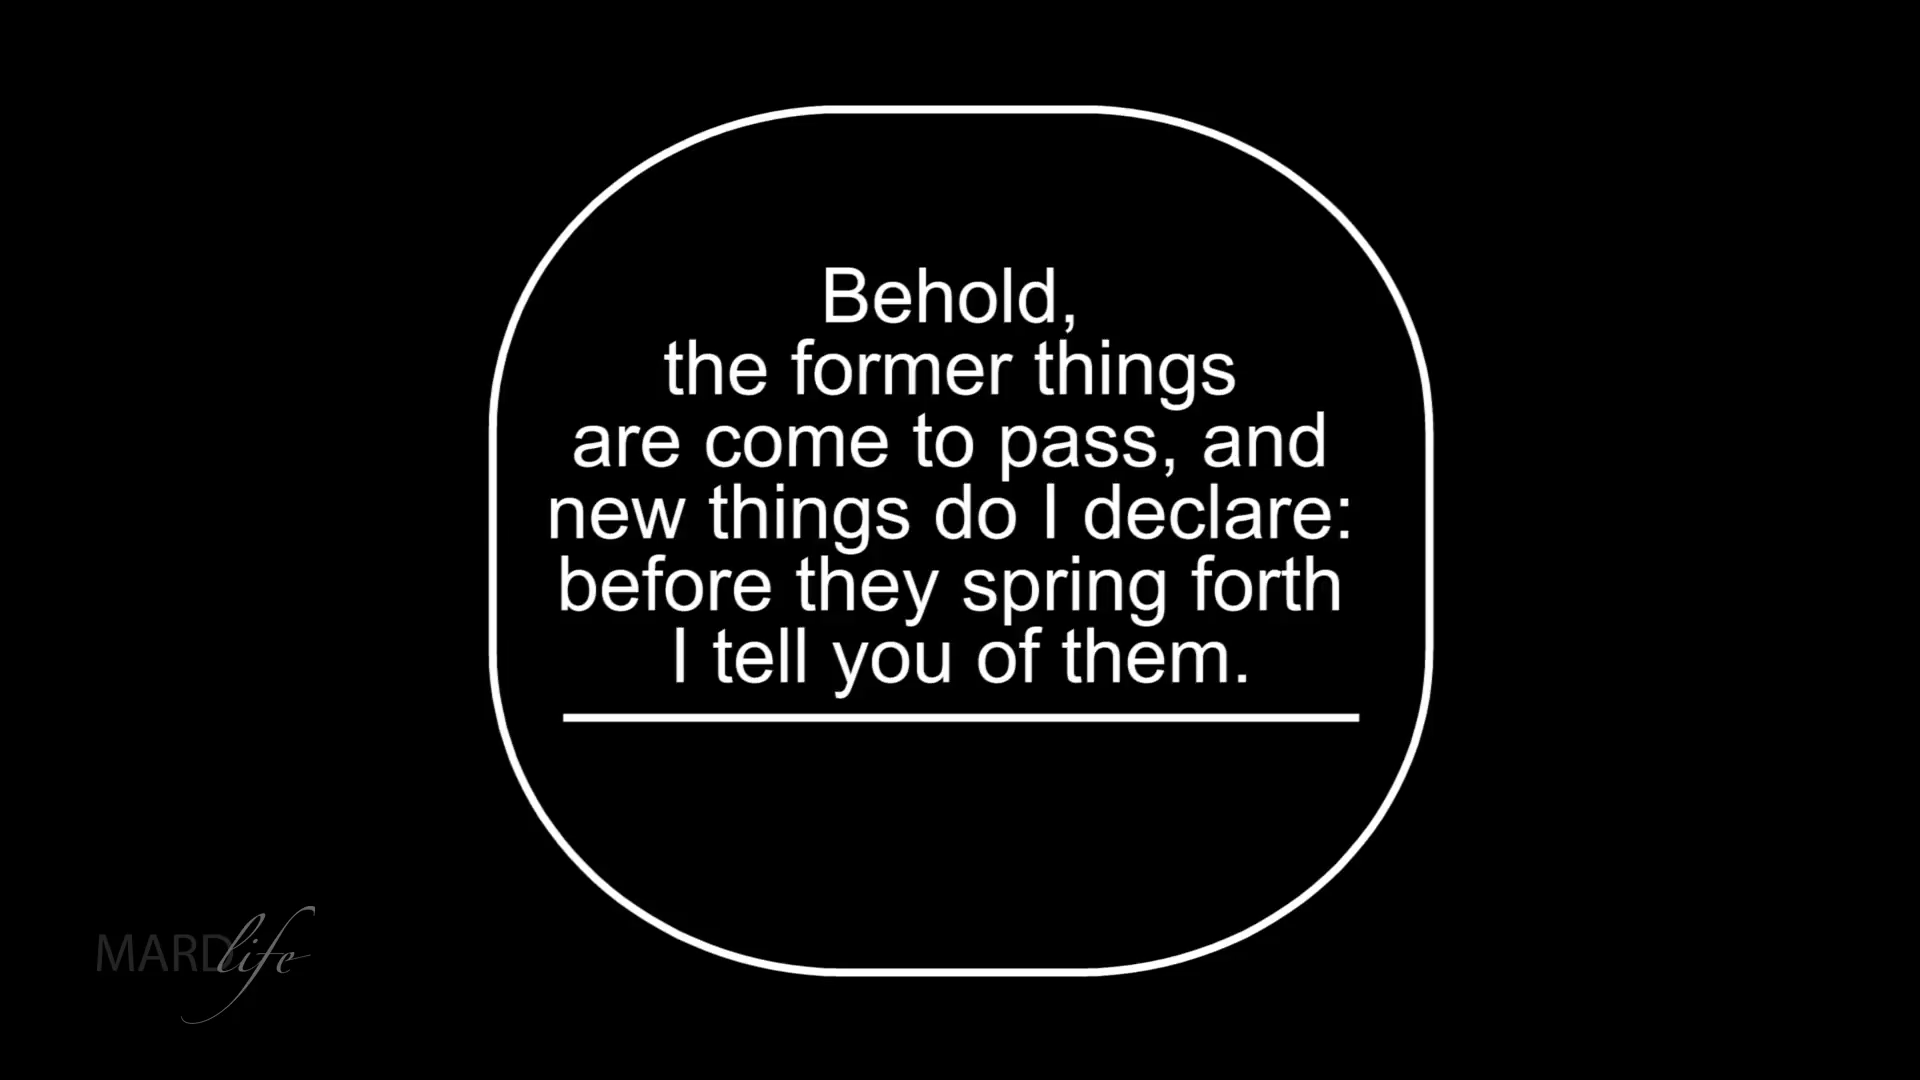 Behold,
the former things
are come to pass, and
new things do I declare:
before they spring forth
I tell you of them.
MARDlife